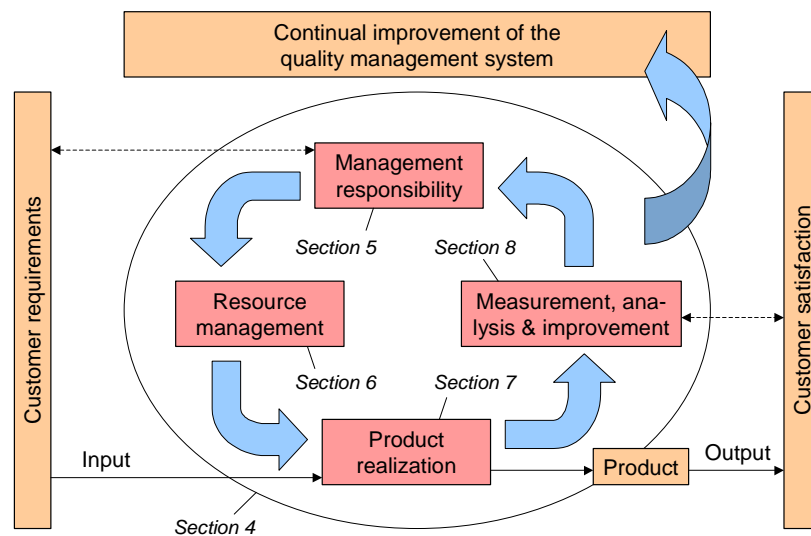 Continual improvement of the
quality management system
Customer requirements
Management
responsibility
Section 5
Section 8
Customer satisfaction
Resource
management
Measurement, ana-
lysis & improvement
Section 6
Section 7
Input
Product
realization
Product
Output
Section 4